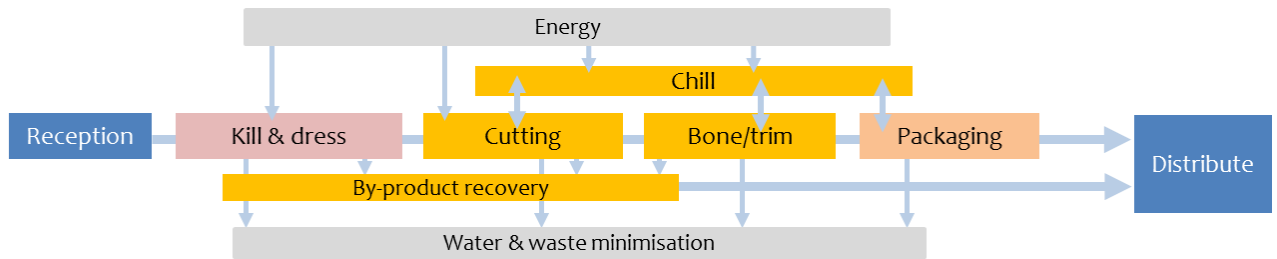 Energy
Chill
Reception
Kill & dress
Cutting
Bone/trim
Packaging
Distribute
By-product recovery
Water & waste minimisation